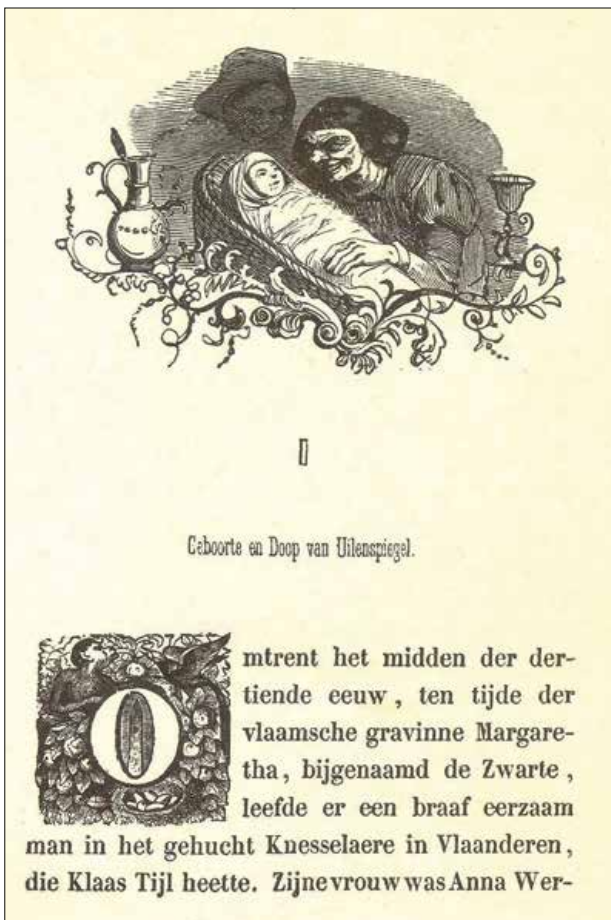 I
Geboorte en Doop van Uilenspiegel.
Omtrent het midden der der-
tiende eeuw, ten tijde der
vlaamsche gravinne Margare-
tha, bijgenaamd de Zwarte,
leefde er een braaf eerzaam
man in het gehucht Knesselaere in Vlaanderen,
die Klaas Tijl heette. Zijne vrouw was Anna Wer-